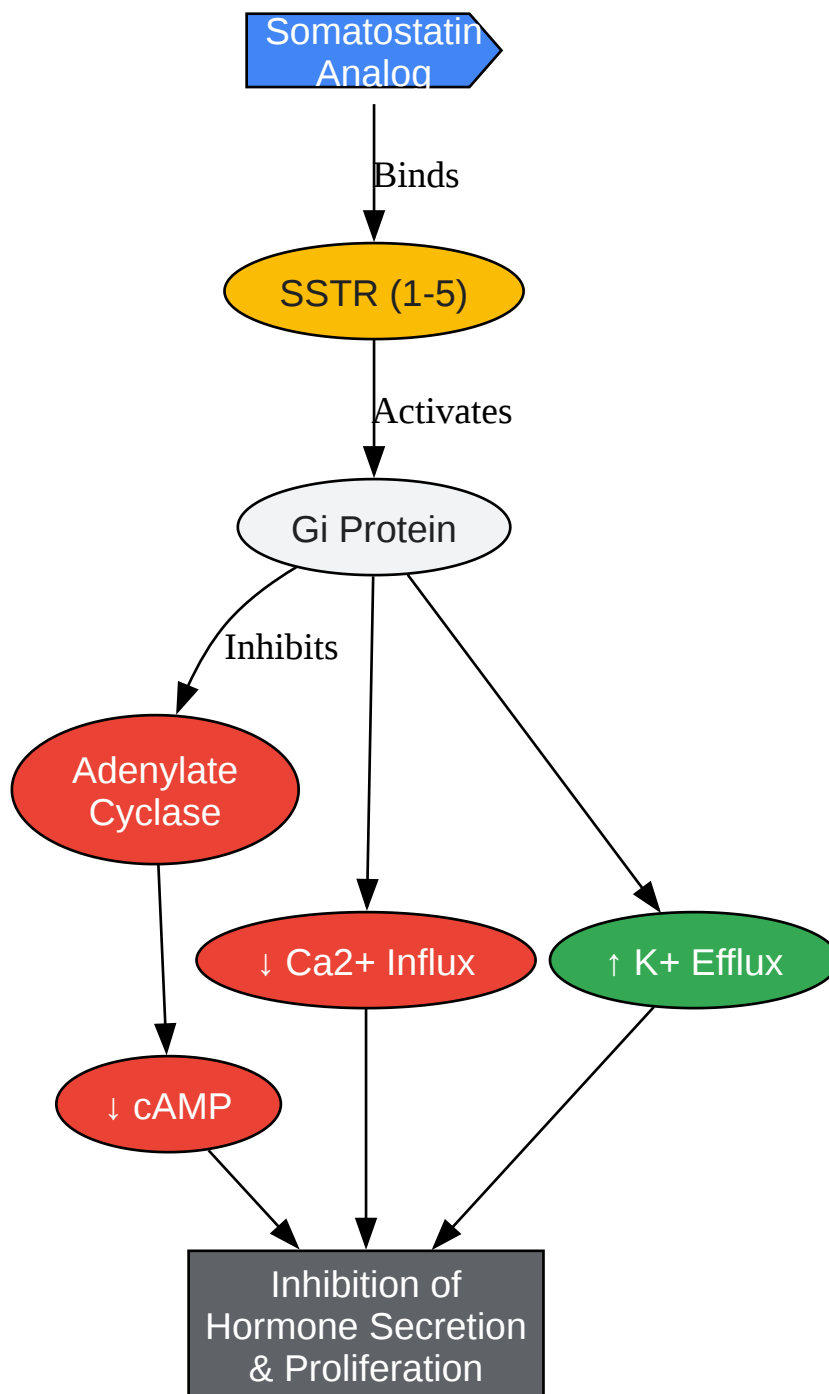 Somatostatin
Analog
Binds
SSTR (1-5)
Activates
Gi Protein
Inhibits
Adenylate
Cyclase
↓ Ca2+ Influx
↑ K+ Efflux
↓ cAMP
Inhibition of
Hormone Secretion
& Proliferation